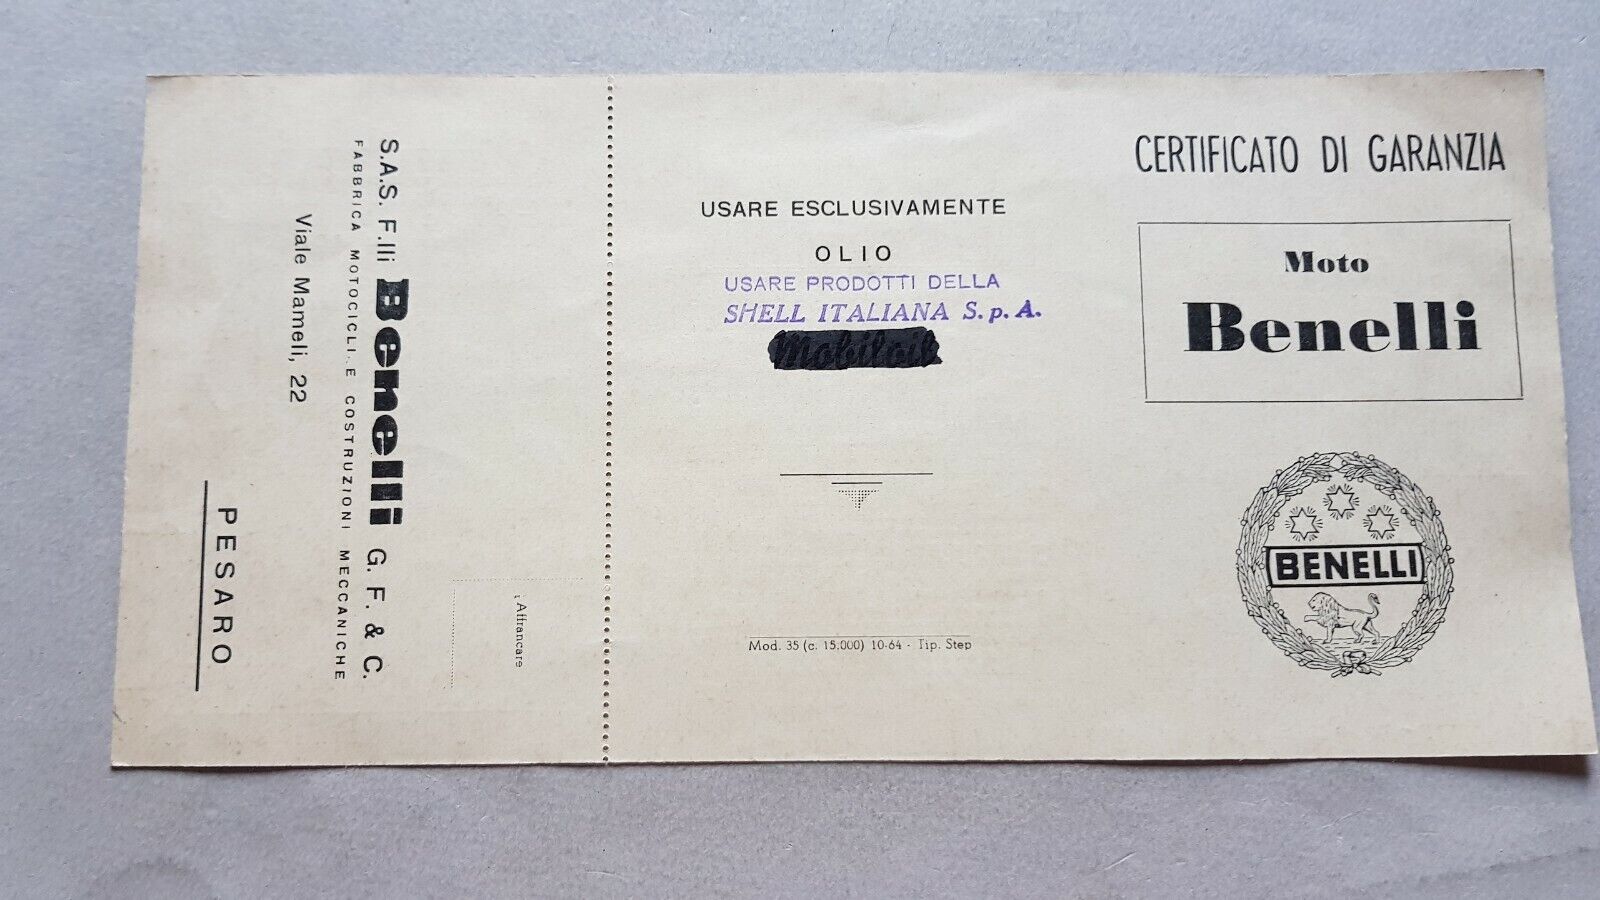 S.A.S. F.lli Benelli G. F. & C.
FABBRICA MOTOCICLI E COSTRUZIONI MECCANICHE
Viale Mameli, 22
PESARO
Affrancare
USARE ESCLUSIVAMENTE
OLIO
USARE PRODOTTI DELLA
SHELL ITALIANA S.p.A.
Mobiloil
Mod. 35 (c. 15.000) 10-64 - Tip. Step
CERTIFICATO DI GARANZIA
Moto
Benelli
BENELLI